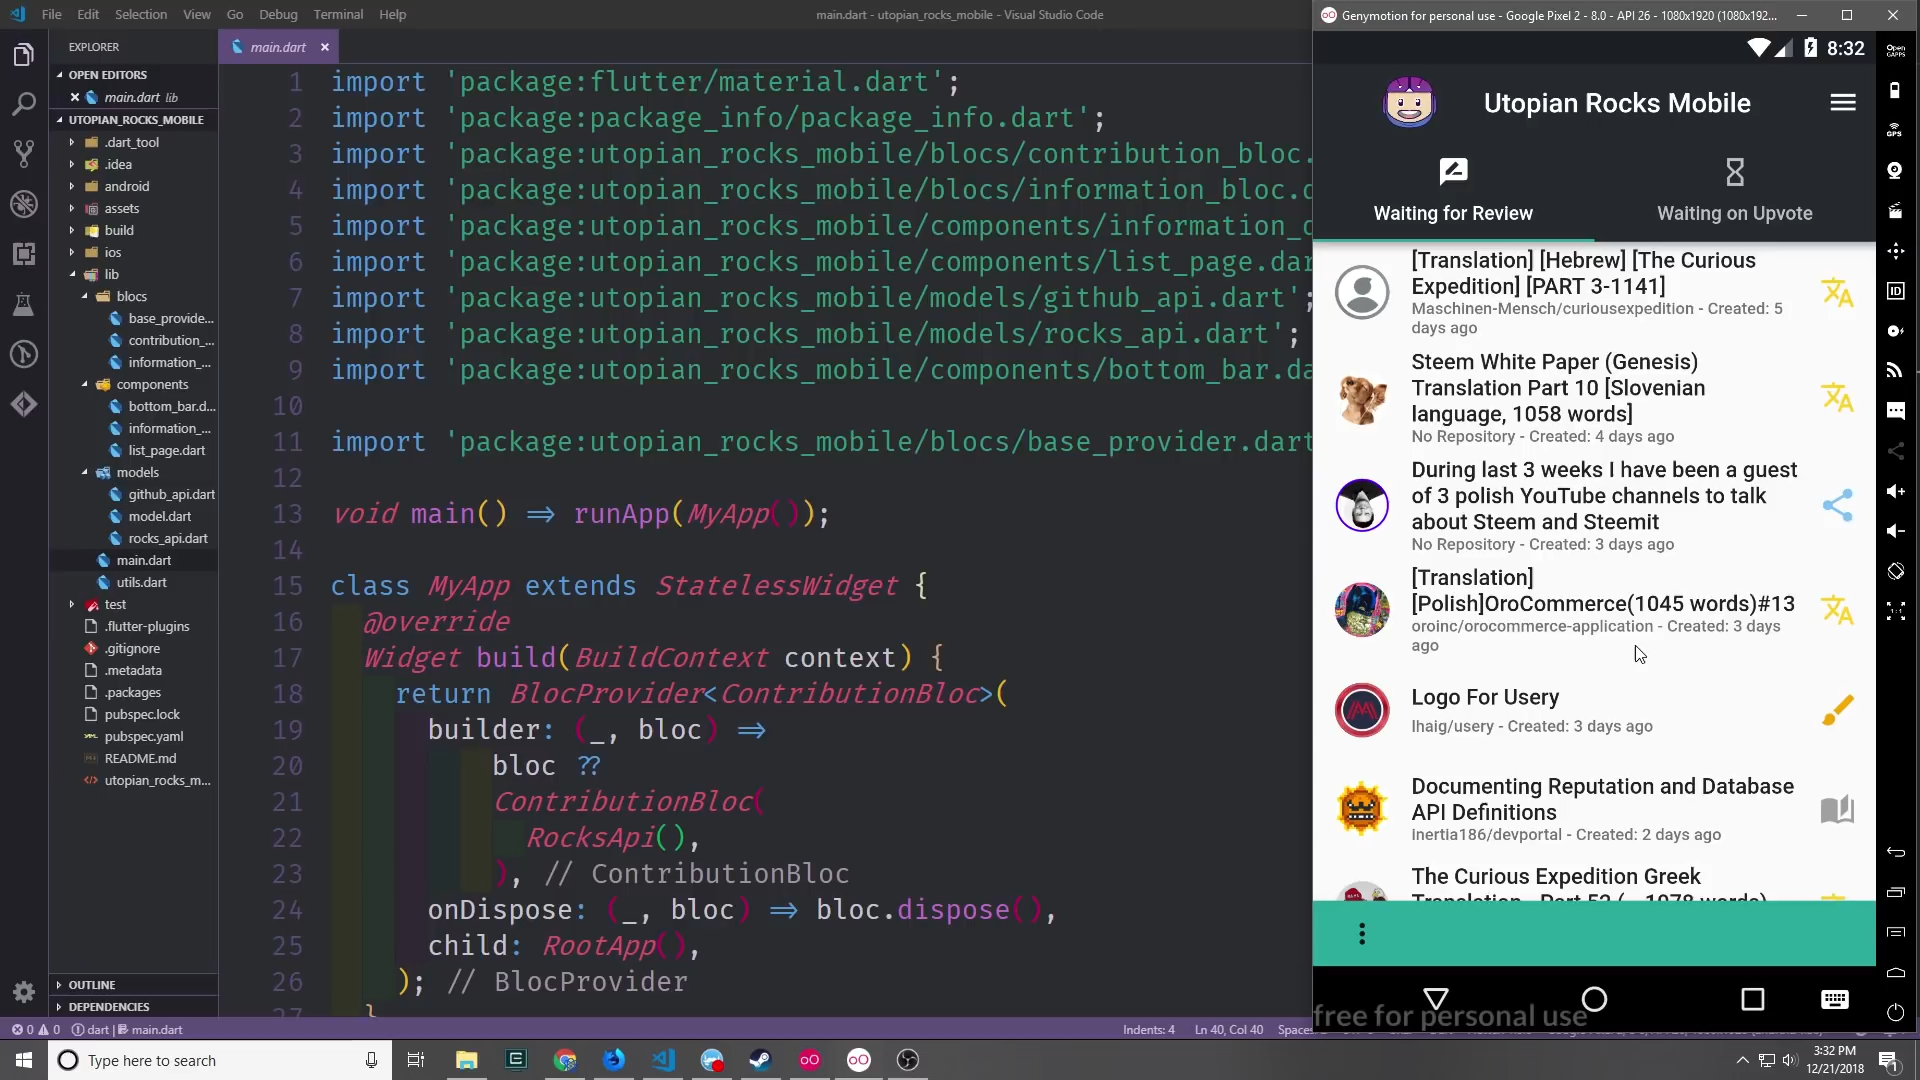 File Edit Selection View Go Debug Terminal Help
main.dart - utopian_rocks_mobile - Visual Studio Code
EXPLORER
OPEN EDITORS
main.dart lib
UTOPIAN_ROCKS_MOBILE
.dart_tool
.idea
android
assets
build
ios
lib
blocs
base_provide...
contribution_...
information_...
components
bottom_bar.d...
information_...
list_page.dart
models
github_api.dart
model.dart
rocks_api.dart
main.dart
utils.dart
test
.flutter-plugins
.gitignore
.metadata
.packages
pubspec.lock
pubspec.yaml
README.md
utopian_rocks_m...
OUTLINE
DEPENDENCIES
main.dart
1 import 'package:flutter/material.dart';
2 import 'package:package_info/package_info.dart';
3 import 'package:utopian_rocks_mobile/blocs/contribution_bloc.
4 import 'package:utopian_rocks_mobile/blocs/information_bloc.d
5 import 'package:utopian_rocks_mobile/components/information_d
6 import 'package:utopian_rocks_mobile/components/list_page.dar
7 import 'package:utopian_rocks_mobile/models/github_api.dart';
8 import 'package:utopian_rocks_mobile/models/rocks_api.dart';
9 import 'package:utopian_rocks_mobile/components/bottom_bar.da
10
11 import 'package:utopian_rocks_mobile/blocs/base_provider.dart
12
13 void main() => runApp(MyApp());
14
15 class MyApp extends StatelessWidget {
16 @override
17 Widget build(BuildContext context) {
18 return BlocProvider<ContributionBloc>(
19 builder: (_, bloc) =>
20 bloc ??
21 ContributionBloc(
22 RocksApi(),
23 ), // ContributionBloc
24 onDispose: (_, bloc) => bloc.dispose(),
25 child: RootApp(),
26 ); // BlocProvider
27 }
0 0 dart | main.dart
Indents: 4 Ln 40, Col 40 Spaces
Genymotion for personal use - Google Pixel 2 - 8.0 - API 26 - 1080x1920 (1080x192...
8:32
Utopian Rocks Mobile
Waiting for Review
Waiting on Upvote
[Translation] [Hebrew] [The Curious
Expedition] [PART 3-1141]
Maschinen-Mensch/curiousexpedition - Created: 5
days ago
Steem White Paper (Genesis)
Translation Part 10 [Slovenian
language, 1058 words]
No Repository - Created: 4 days ago
During last 3 weeks I have been a guest
of 3 polish YouTube channels to talk
about Steem and Steemit
No Repository - Created: 3 days ago
[Translation]
[Polish]OroCommerce(1045 words)#13
oroinc/orocommerce-application - Created: 3 days
ago
Logo For Usery
lhaig/usery - Created: 3 days ago
Documenting Reputation and Database
API Definitions
inertia186/devportal - Created: 2 days ago
The Curious Expedition Greek
free for personal use
Open
GAPPS
GPS
ID
1:1
Type here to search
3:32 PM
12/21/2018